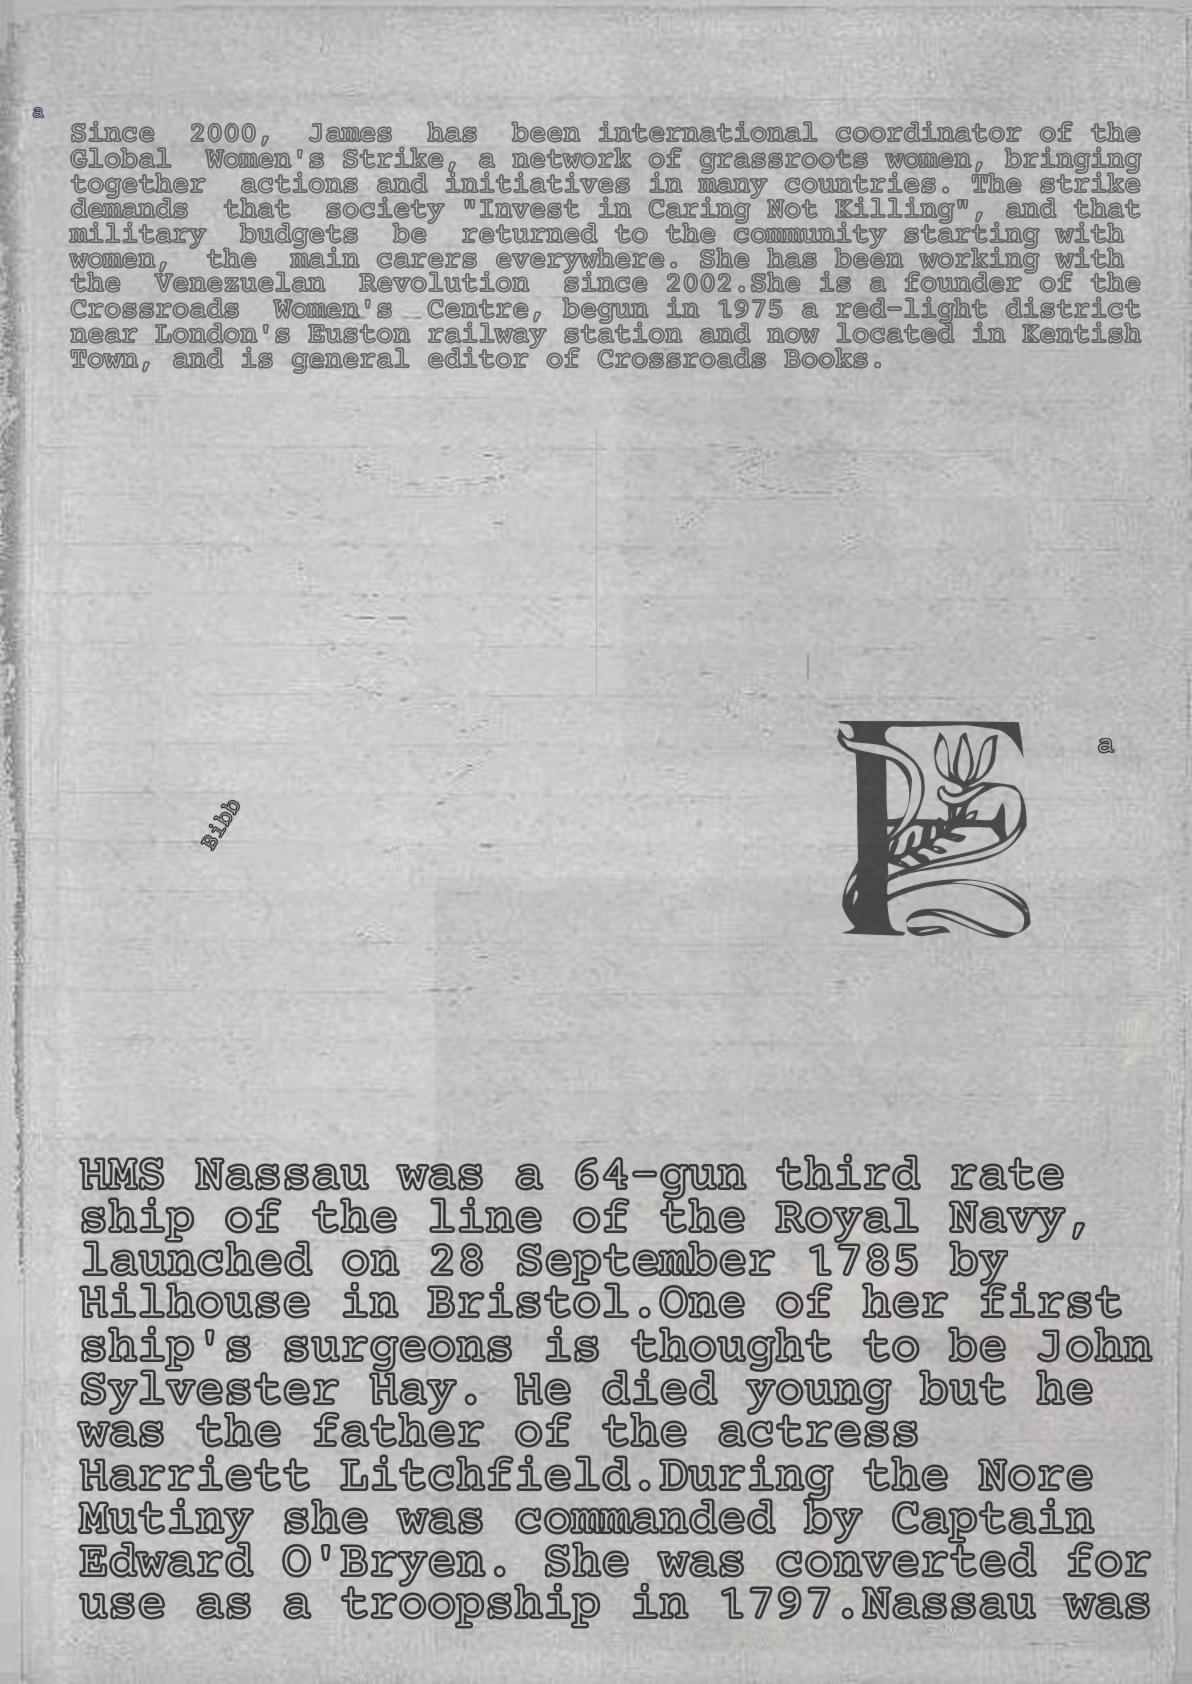 a
Since 2000, James has been international coordinator of the
Global Women's Strike, a network of grassroots women, bringing
together actions and initiatives in many countries. The strike
demands that society "Invest in Caring Not Killing", and that
military budgets be returned to the community starting with
women, the main carers everywhere. She has been working with
the Venezuelan Revolution since 2002.She is a founder of the
Crossroads Women's Centre, begun in 1975 a red-light district
near London's Euston railway station and now located in Kentish
Town, and is general editor of Crossroads Books.
F
a
Bibb
HMS Nassau was a 64-gun third rate
ship of the line of the Royal Navy,
launched on 28 September 1785 by
Hilhouse in Bristol.One of her first
ship's surgeons is thought to be John
Sylvester Hay. He died young but he
was the father of the actress
Harriett Litchfield.During the Nore
Mutiny she was commanded by Captain
Edward O'Bryen. She was converted for
use as a troopship in 1797.Nassau was